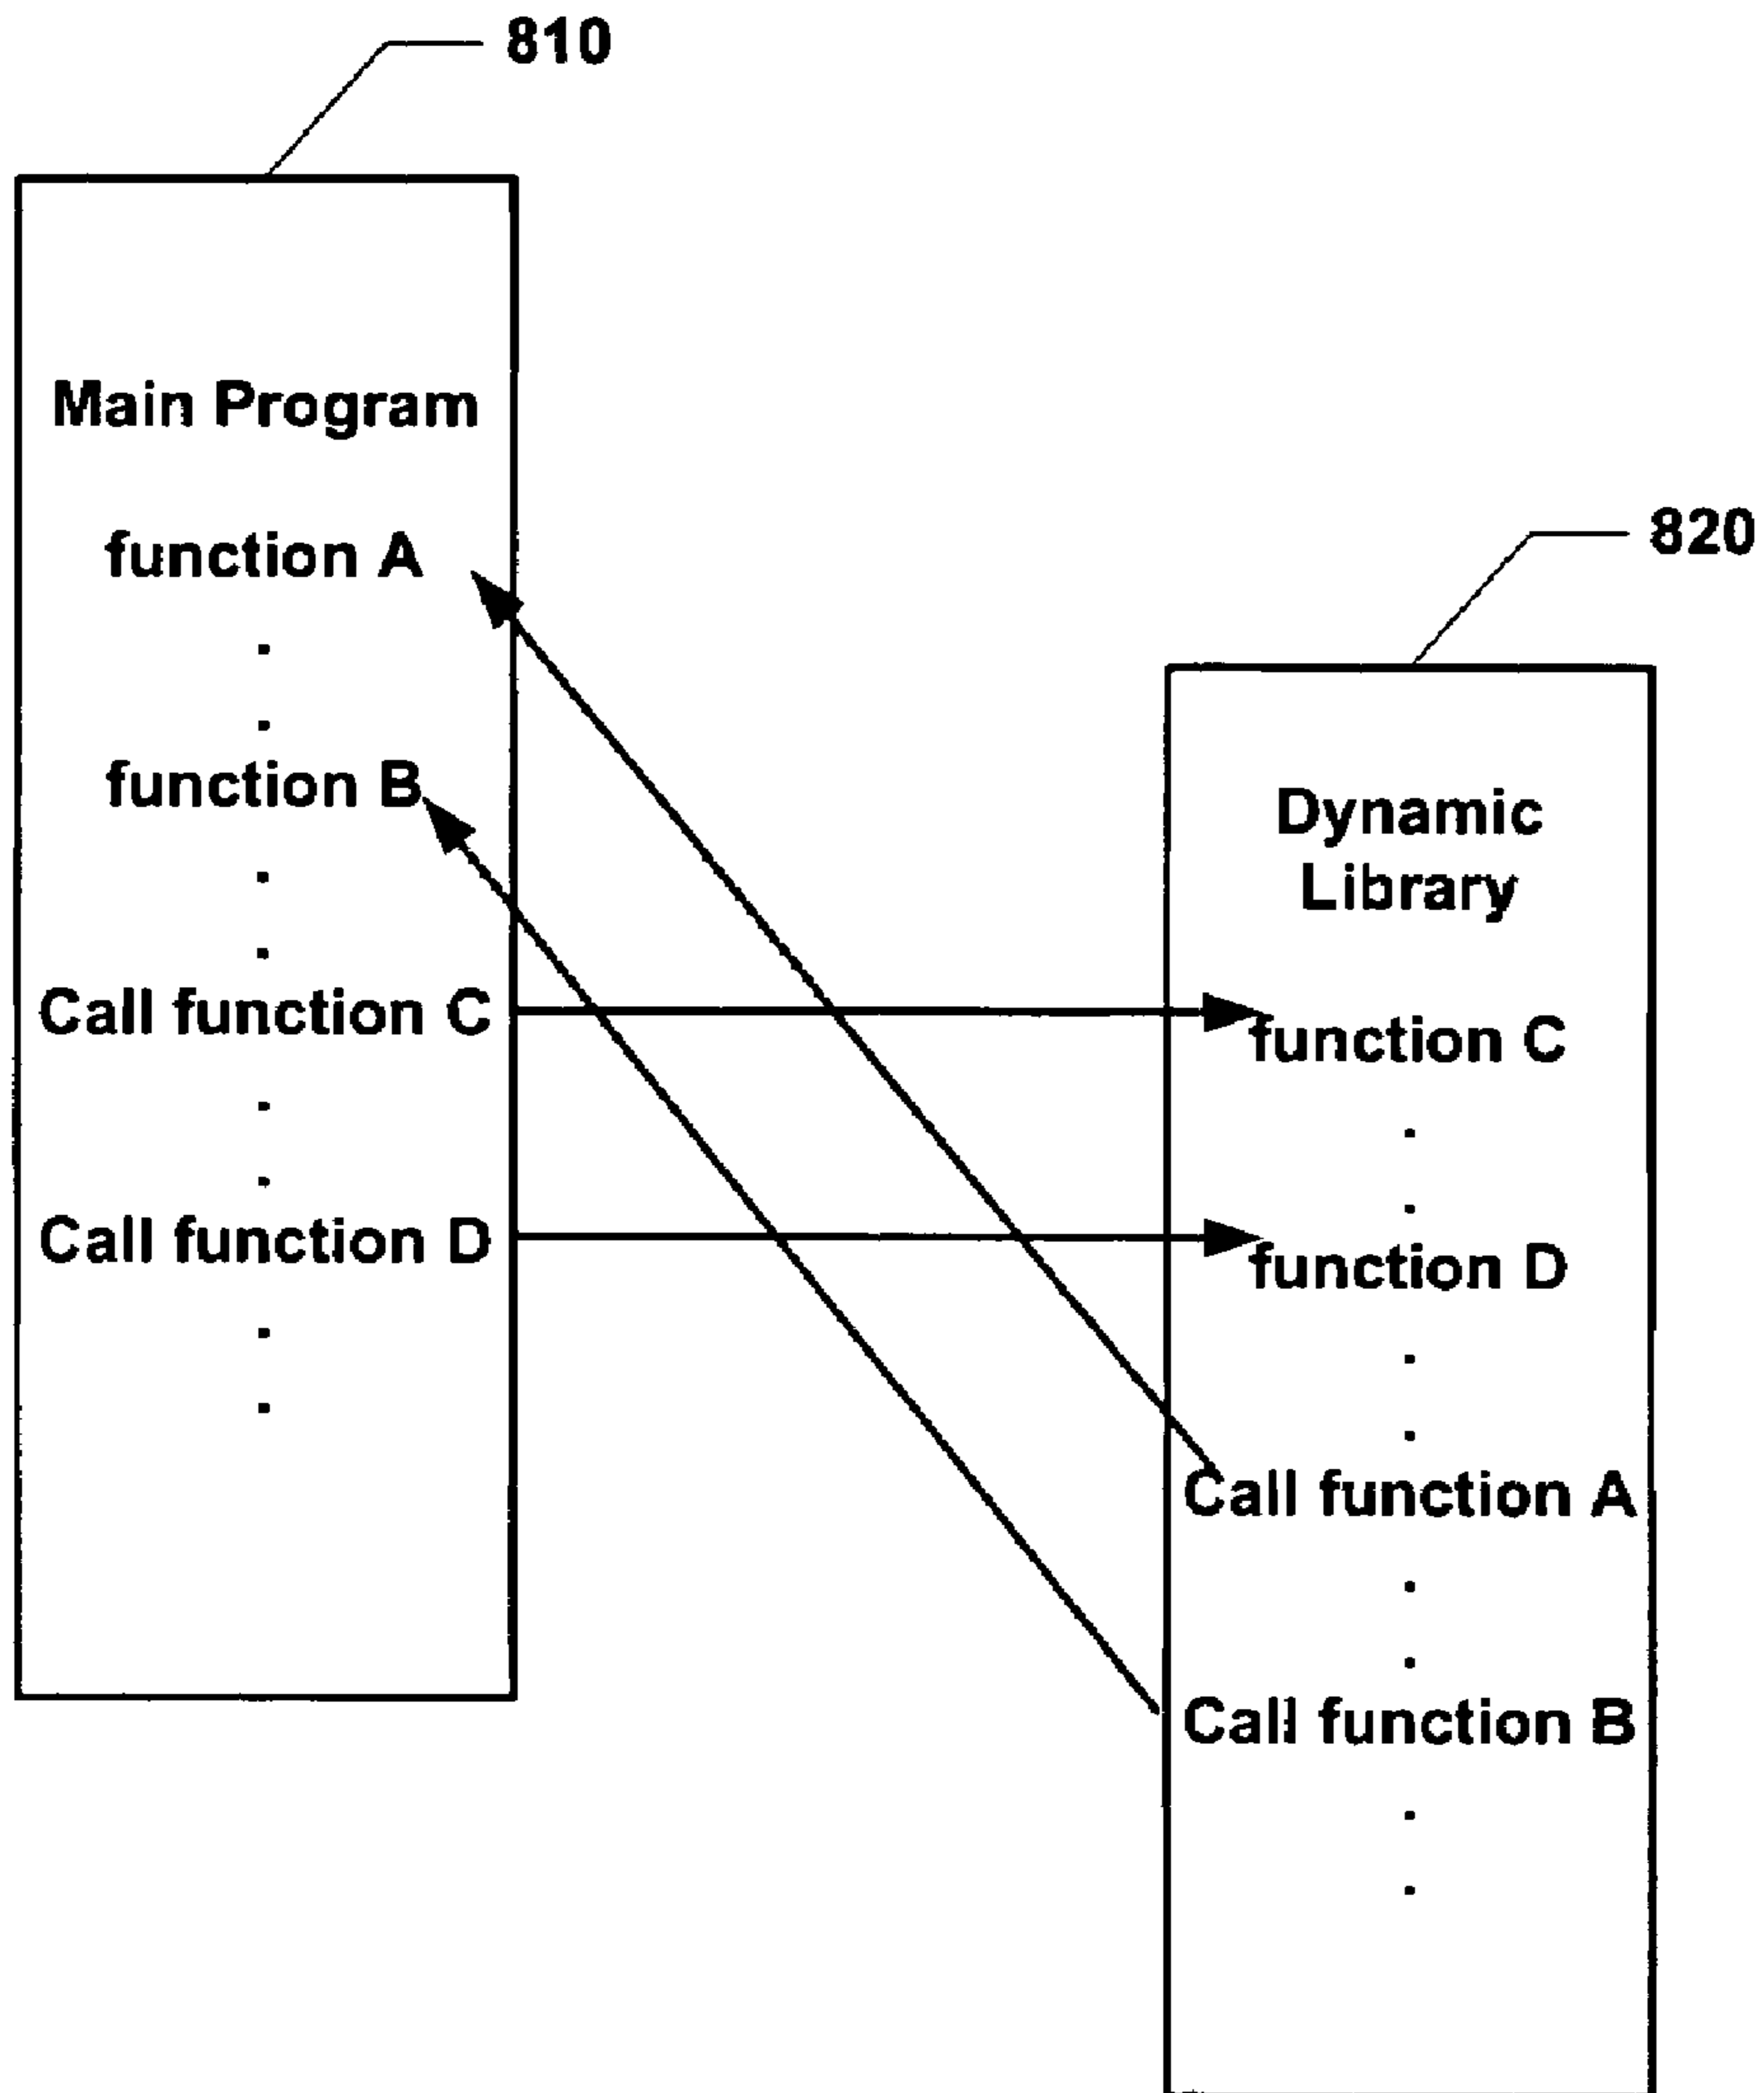 810
Main Program
function A
function B
Call function C
Call function D
820
Dynamic
Library
function C
function D
Call function A
Call function B